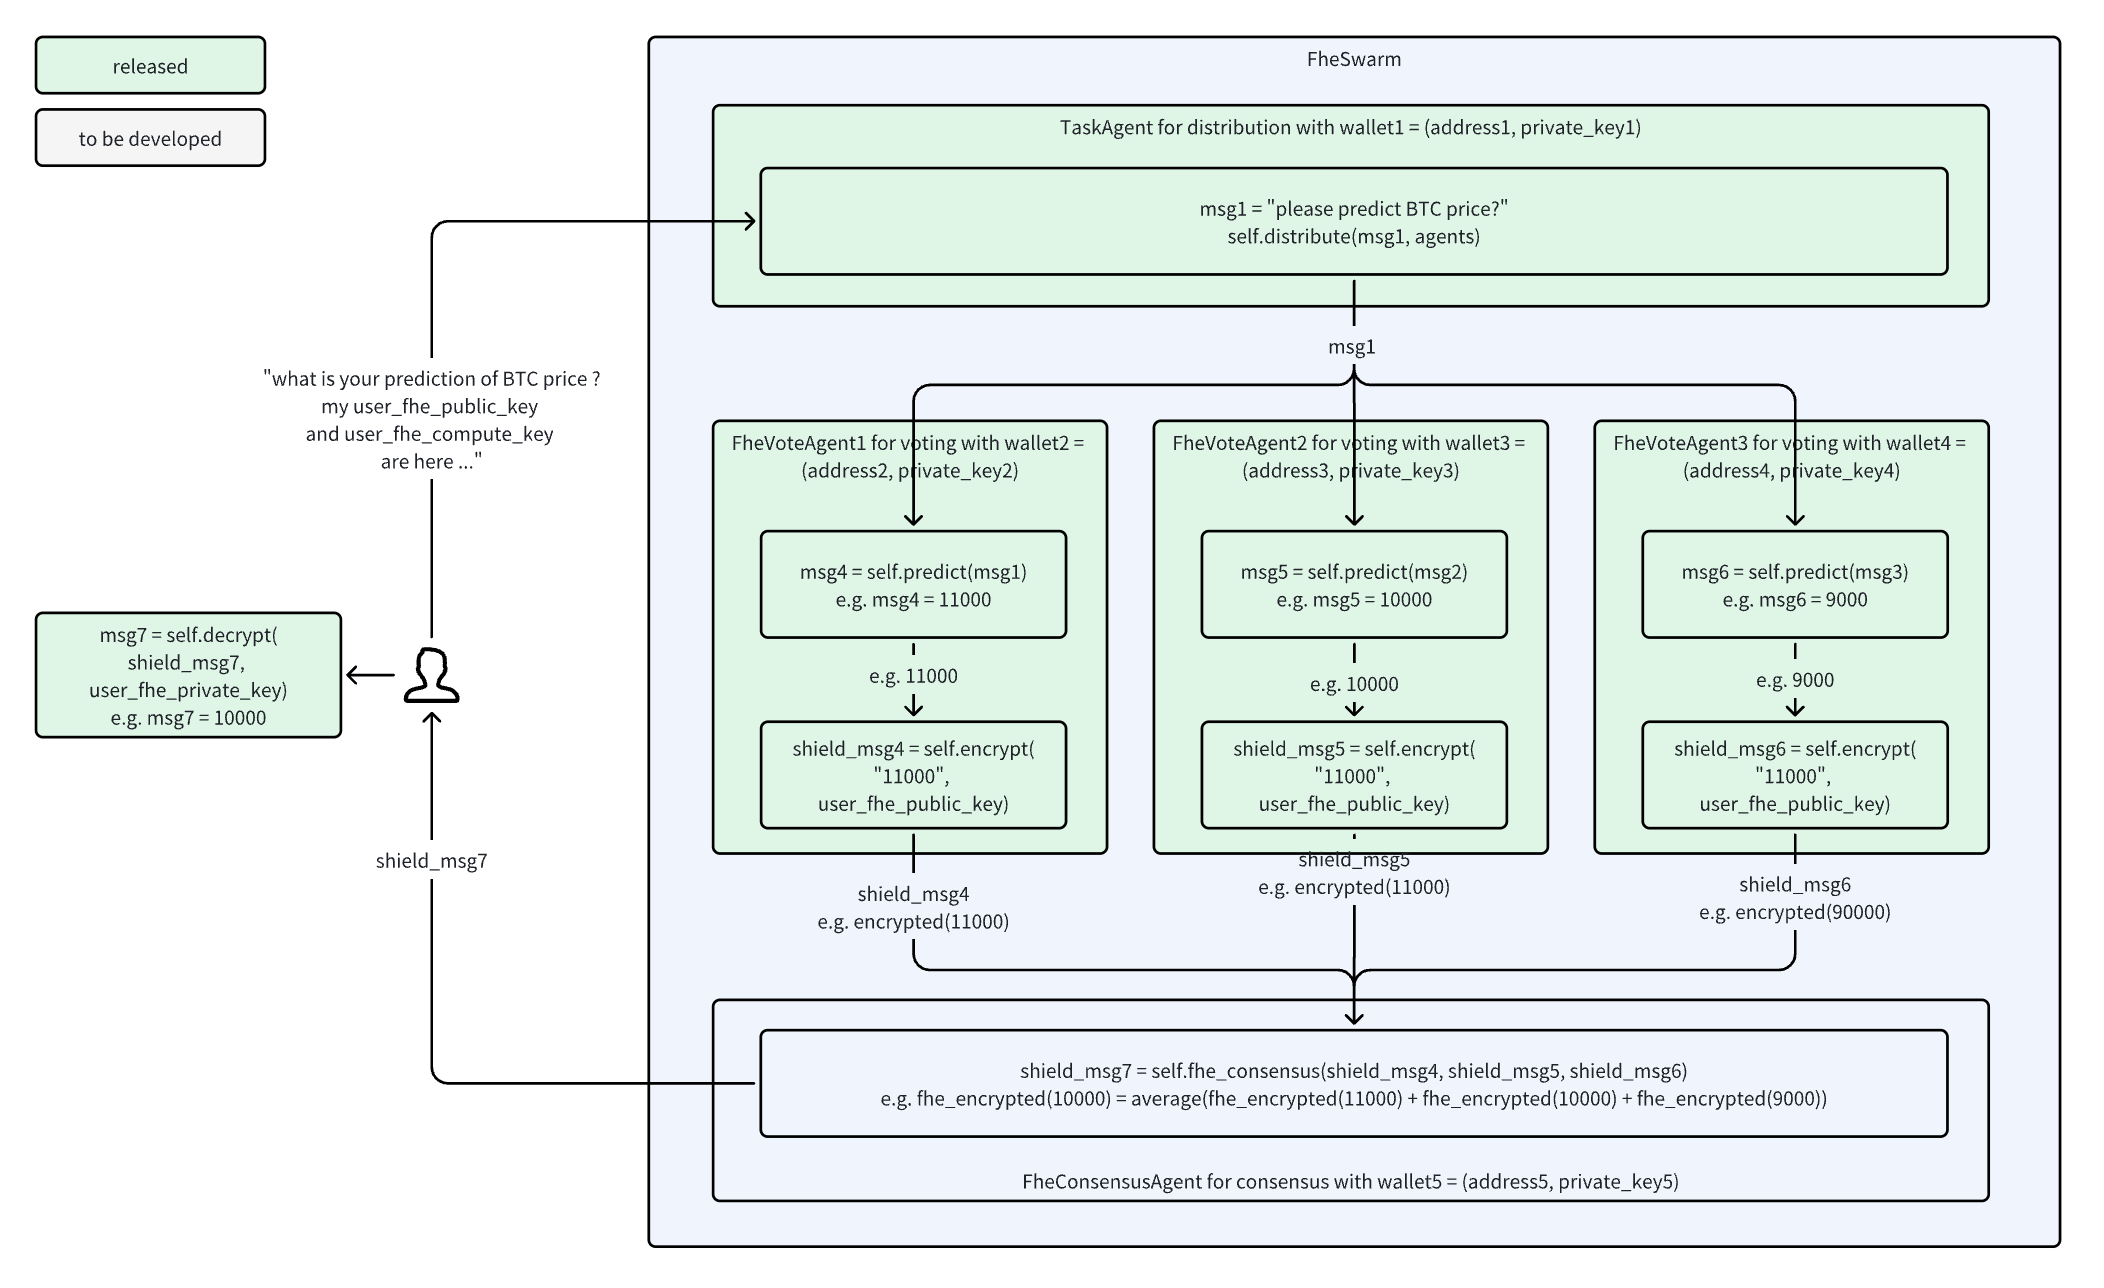 released
to be developed
FheSwarm
TaskAgent for distribution with wallet1 = (address1, private_key1)
msg1 = "please predict BTC price?"
self.distribute(msg1, agents)
msg1
"what is your prediction of BTC price ?
my user_fhe_public_key
and user_fhe_compute_key
are here ..."
FheVoteAgent1 for voting with wallet2 =
(address2, private_key2)
msg4 = self.predict(msg1)
e.g. msg4 = 11000
e.g. 11000
shield_msg4 = self.encrypt(
"11000",
user_fhe_public_key)
shield_msg4
e.g. encrypted(11000)
FheVoteAgent2 for voting with wallet3 =
(address3, private_key3)
msg5 = self.predict(msg2)
e.g. msg5 = 10000
e.g. 10000
shield_msg5 = self.encrypt(
"11000",
user_fhe_public_key)
shield_msg5
e.g. encrypted(11000)
FheVoteAgent3 for voting with wallet4 =
(address4, private_key4)
msg6 = self.predict(msg3)
e.g. msg6 = 9000
e.g. 9000
shield_msg6 = self.encrypt(
"11000",
user_fhe_public_key)
shield_msg6
e.g. encrypted(90000)
shield_msg7 = self.fhe_consensus(shield_msg4, shield_msg5, shield_msg6)
e.g. fhe_encrypted(10000) = average(fhe_encrypted(11000) + fhe_encrypted(10000) + fhe_encrypted(9000))
FheConsensusAgent for consensus with wallet5 = (address5, private_key5)
shield_msg7
msg7 = self.decrypt(
shield_msg7,
user_fhe_private_key)
e.g. msg7 = 10000